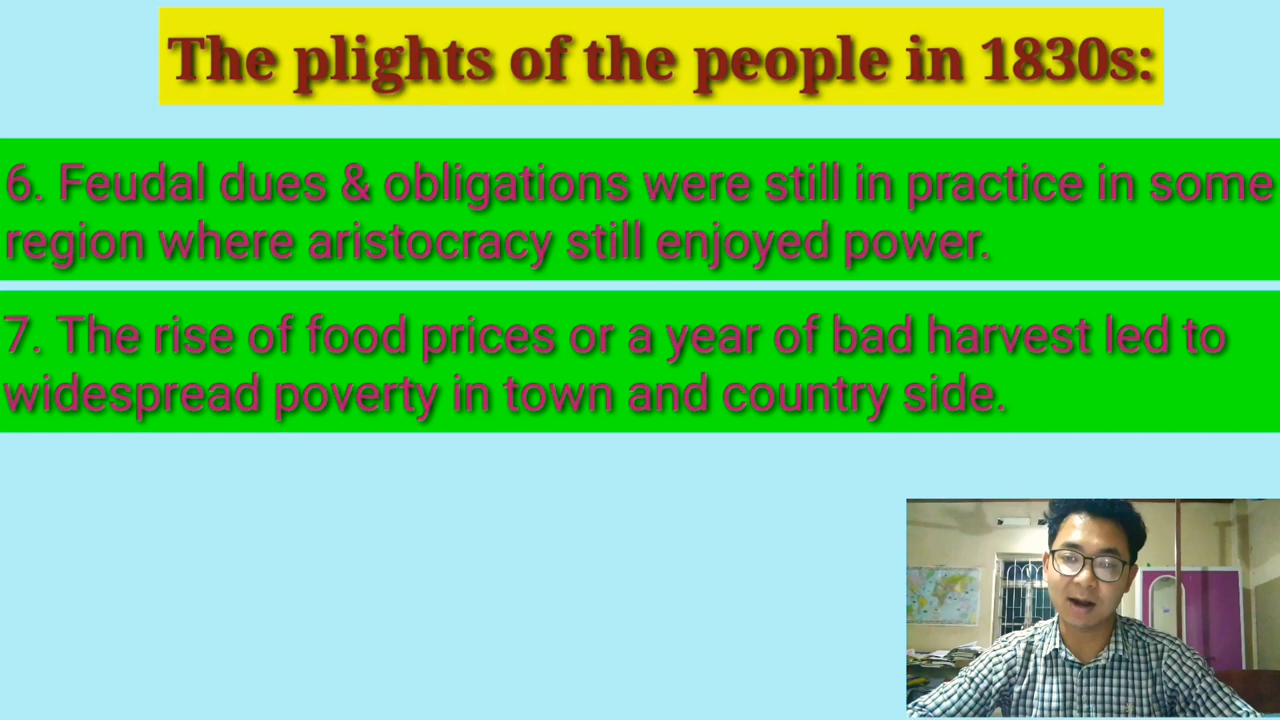 The plights of the people in 1830s:
6. Feudal dues & obligations were still in practice in some
region where aristocracy still enjoyed power.
7. The rise of food prices or a year of bad harvest led to
widespread poverty in town and country side.